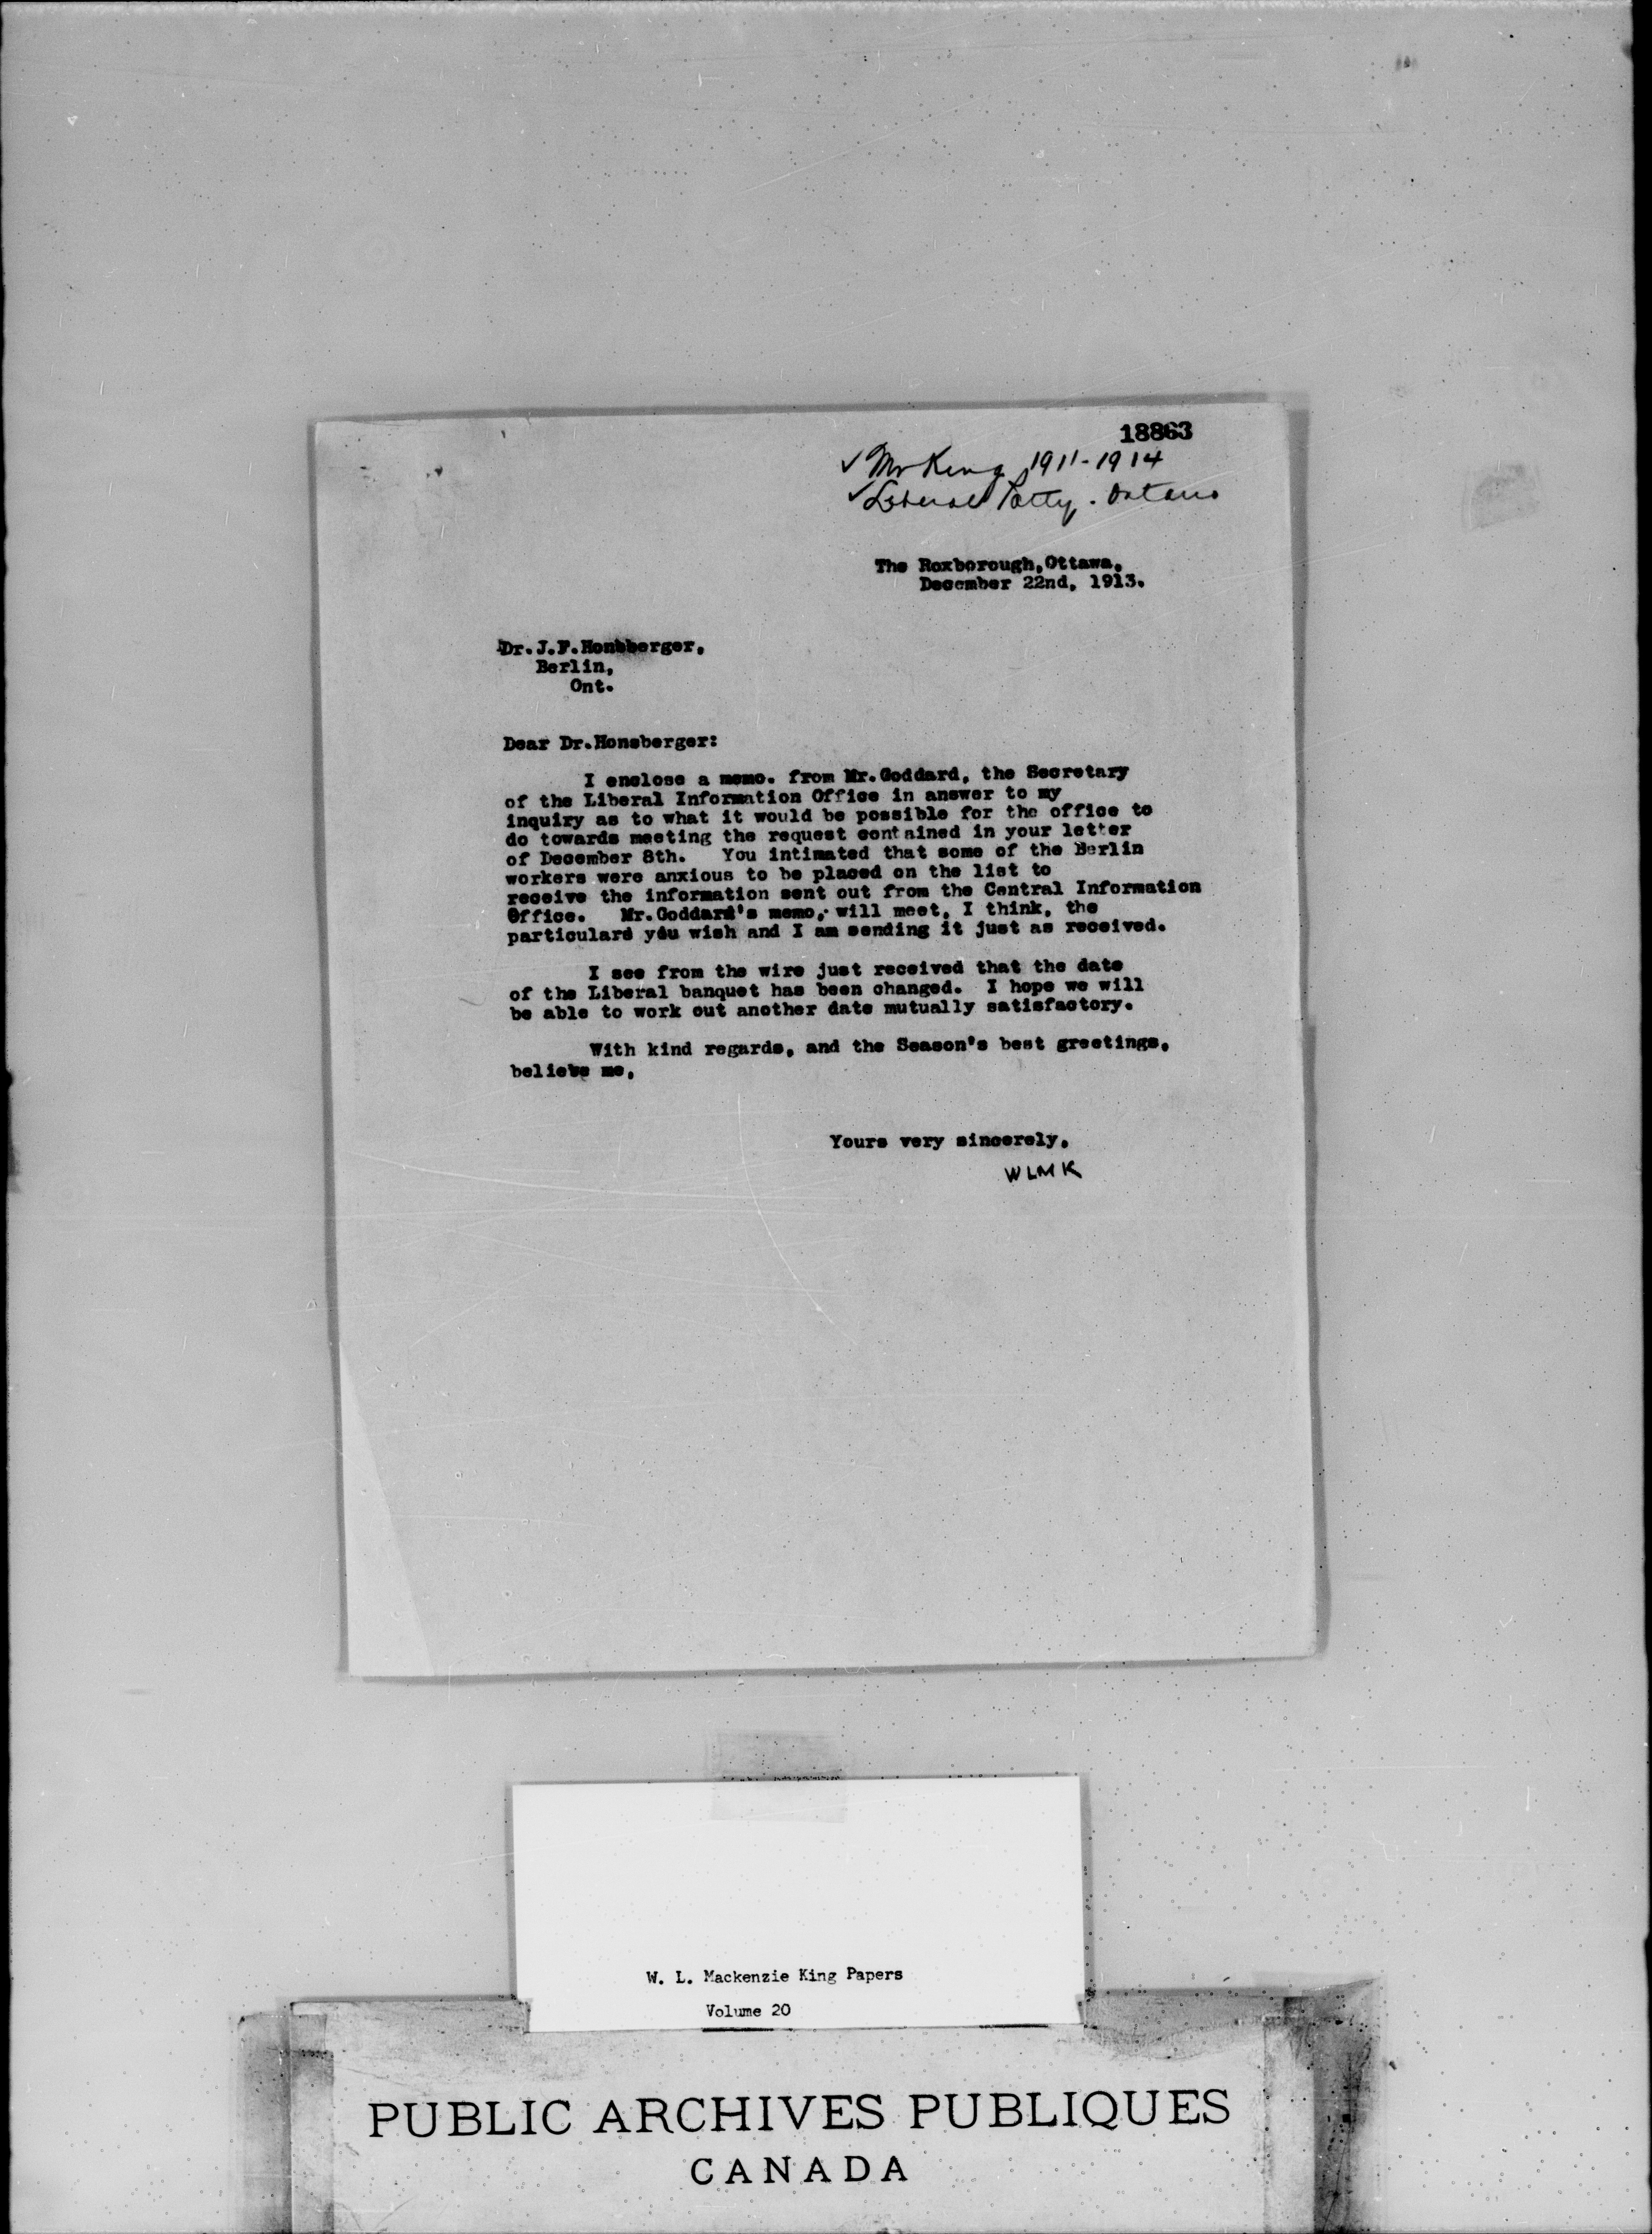 18863
✓ Mr King 1911-1914
✓ Liberal Party. Ontario
The Roxborough, Ottawa,
December 22nd, 1913.
Dr. J.F. Honsberger,
Berlin,
Ont.
Dear Dr. Honsberger:
I enclose a memo. from Mr. Goddard, the Secretary
of the Liberal Information Office in answer to my
inquiry as to what it would be possible for the office to
do towards meeting the request contained in your letter
of December 8th. You intimated that some of the Berlin
workers were anxious to be placed on the list to
receive the information sent out from the Central Information
Office. Mr. Goddard's memo, will meet, I think, the
particulars you wish and I am sending it just as received.
I see from the wire just received that the date
of the Liberal banquet has been changed. I hope we will
be able to work out another date mutually satisfactory.
With kind regards, and the Season's best greetings,
believe me,
Yours very sincerely,
WLMK
W. L. Mackenzie King Papers
Volume 20
PUBLIC ARCHIVES PUBLIQUES
CANADA